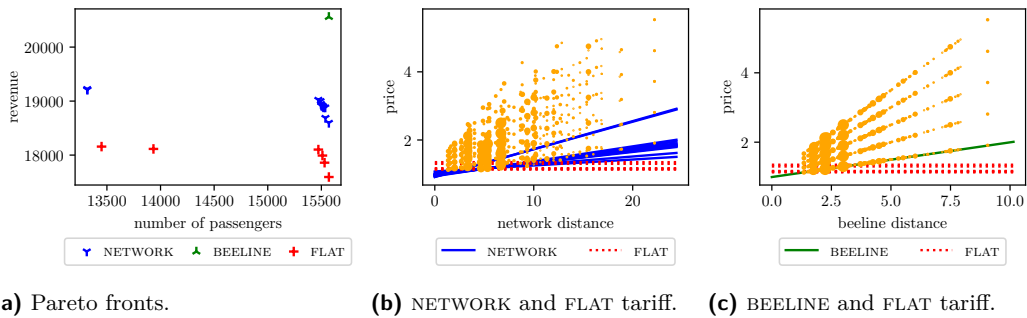 20000
19000
18000
revenue
13500 14000 14500 15000 15500
number of passengers
NETWORK BEELINE FLAT
a) Pareto fronts.
4
2
price
0 10 20
network distance
NETWORK FLAT
(b) NETWORK and FLAT tariff.
4
2
price
0.0 2.5 5.0 7.5 10.0
beeline distance
BEELINE FLAT
(c) BEELINE and FLAT tariff.